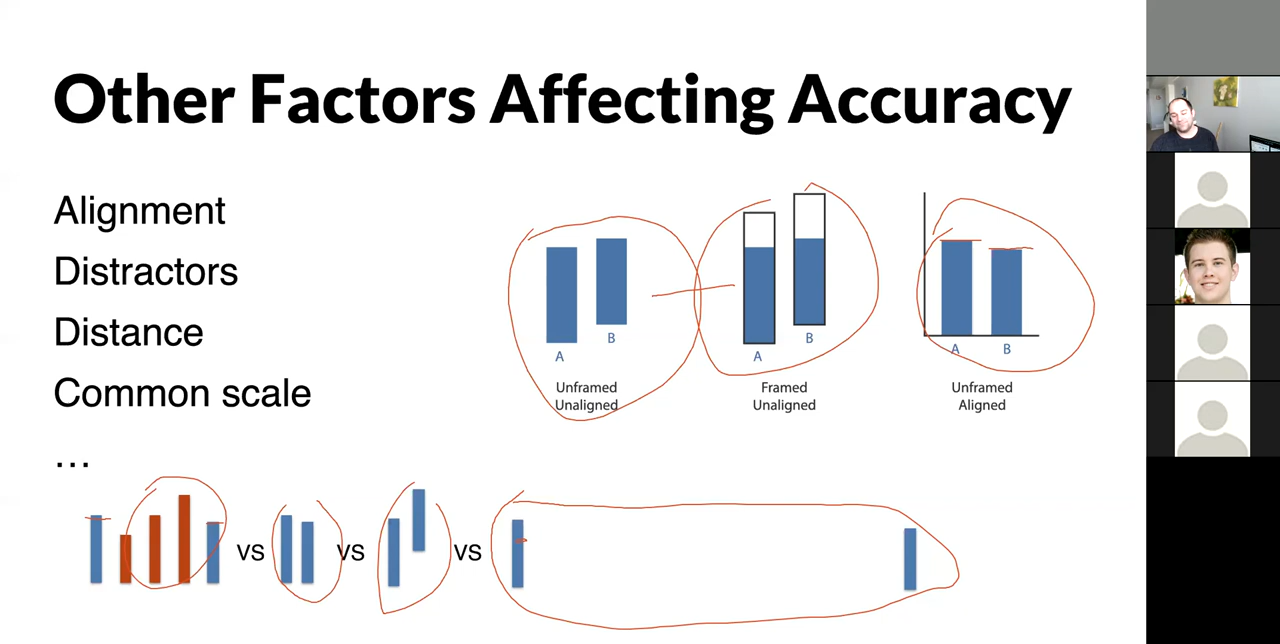 Other Factors Affecting Accuracy
Alignment
Distractors
Distance
Common scale
...
A
B
Unframed
Unaligned
A
B
Framed
Unaligned
A
B
Unframed
Aligned
vs
vs
vs